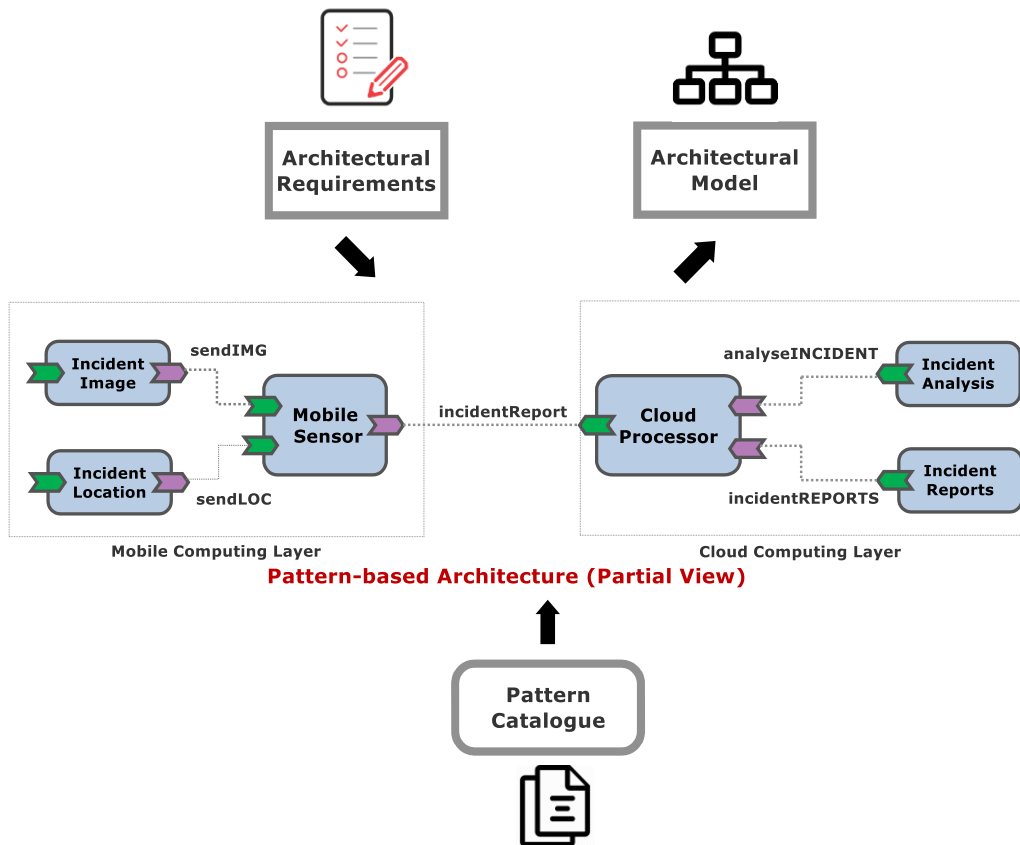 Architectural
Requirements
Architectural
Model
sendIMG
Incident
Image
Mobile
Sensor
Incident
Location
sendLOC
incidentReport
analyseINCIDENT
Cloud
Processor
Incident
Analysis
incidentREPORTS
Incident
Reports
Mobile Computing Layer
Cloud Computing Layer
Pattern-based Architecture (Partial View)
Pattern
Catalogue